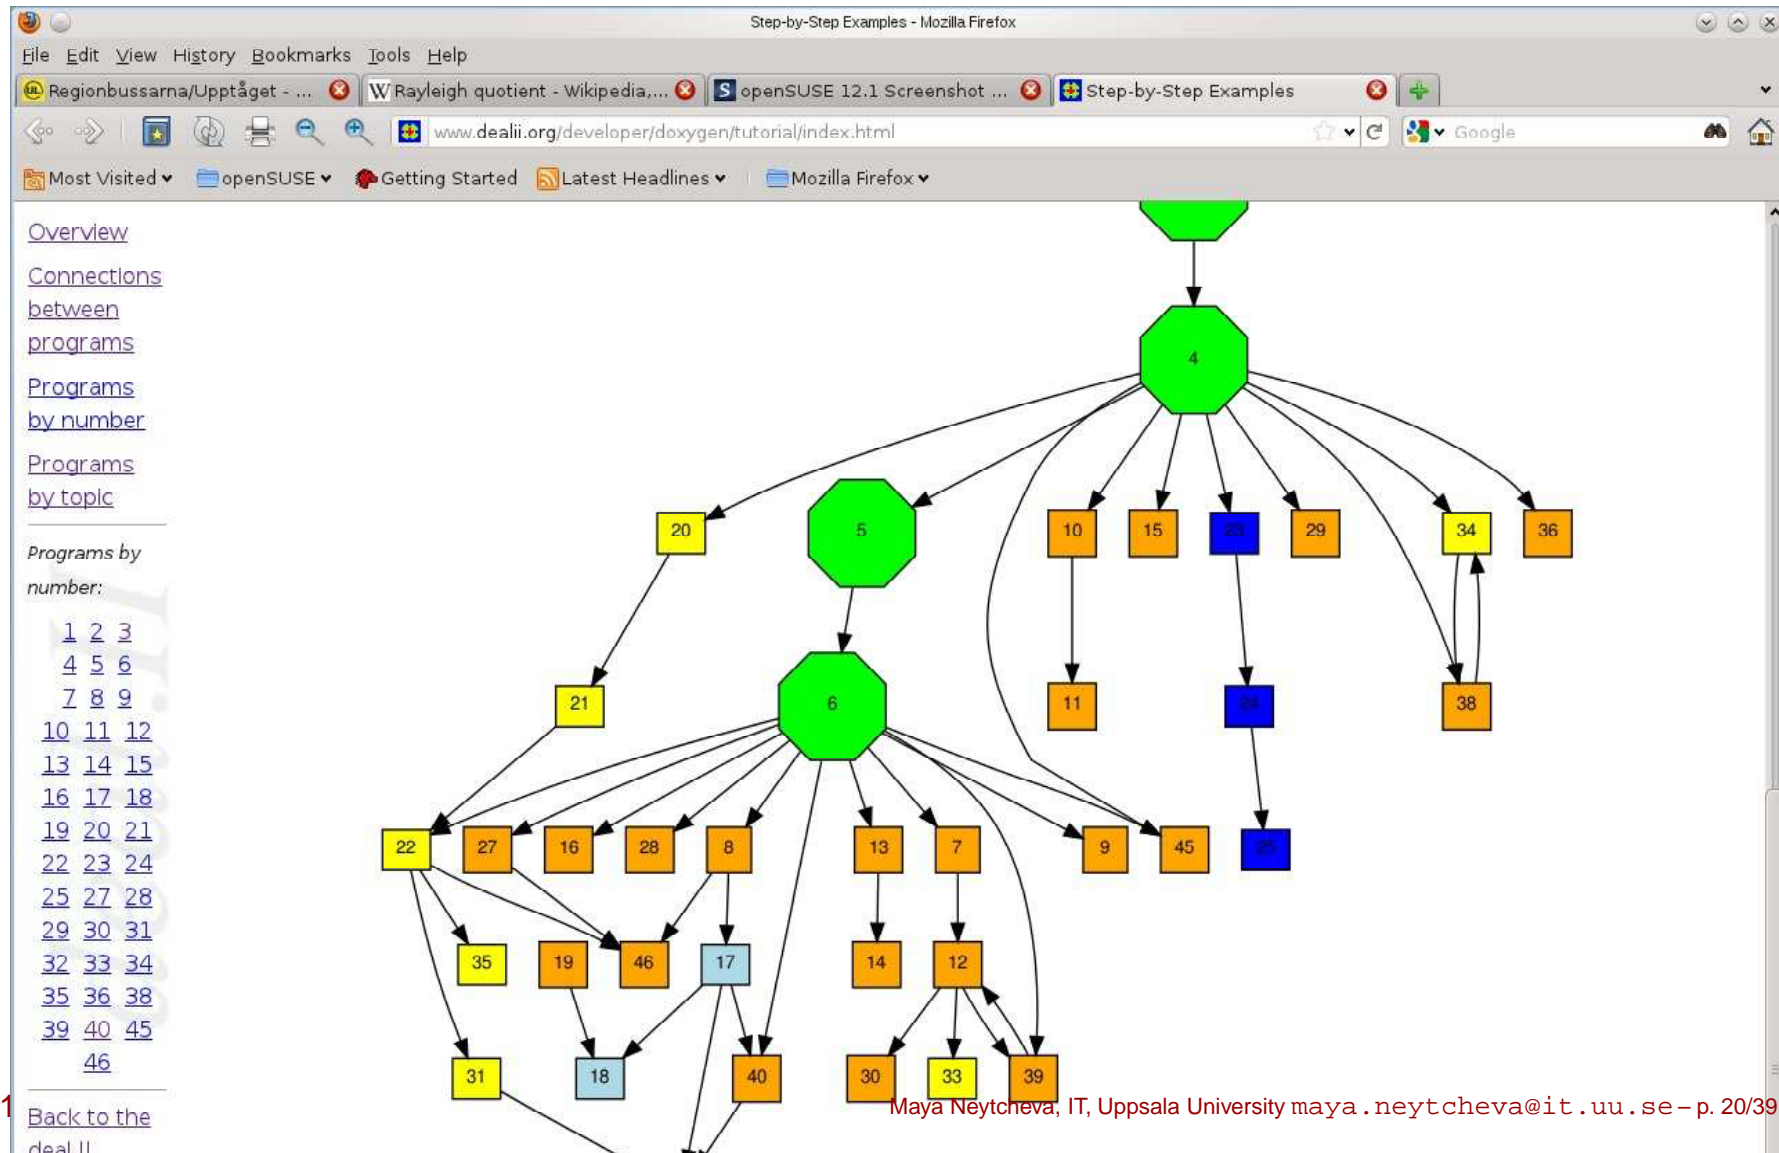 Step-by-Step Examples - Mozilla Firefox
File Edit View History Bookmarks Tools Help
Regionbussarna/Upptåget - ... Rayleigh quotient - Wikipedia,... openSUSE 12.1 Screenshot ... Step-by-Step Examples
www.dealii.org/developer/doxygen/tutorial/index.html Google
Most Visited openSUSE Getting Started Latest Headlines Mozilla Firefox
Overview
Connections
between
programs
Programs
by number
Programs
by topic
Programs by
number:
1 2 3
4 5 6
7 8 9
10 11 12
13 14 15
16 17 18
19 20 21
22 23 24
25 27 28
29 30 31
32 33 34
35 36 38
39 40 45
46
Back to the
deal.II
4
20 5 10 15 23 29 34 36
21 6 11 24 38
22 27 16 28 8 13 7 9 45 25
35 19 46 17 14 12
31 18 40 30 33 39
1
Maya Neytcheva, IT, Uppsala University maya.neytcheva@it.uu.se – p. 20/39